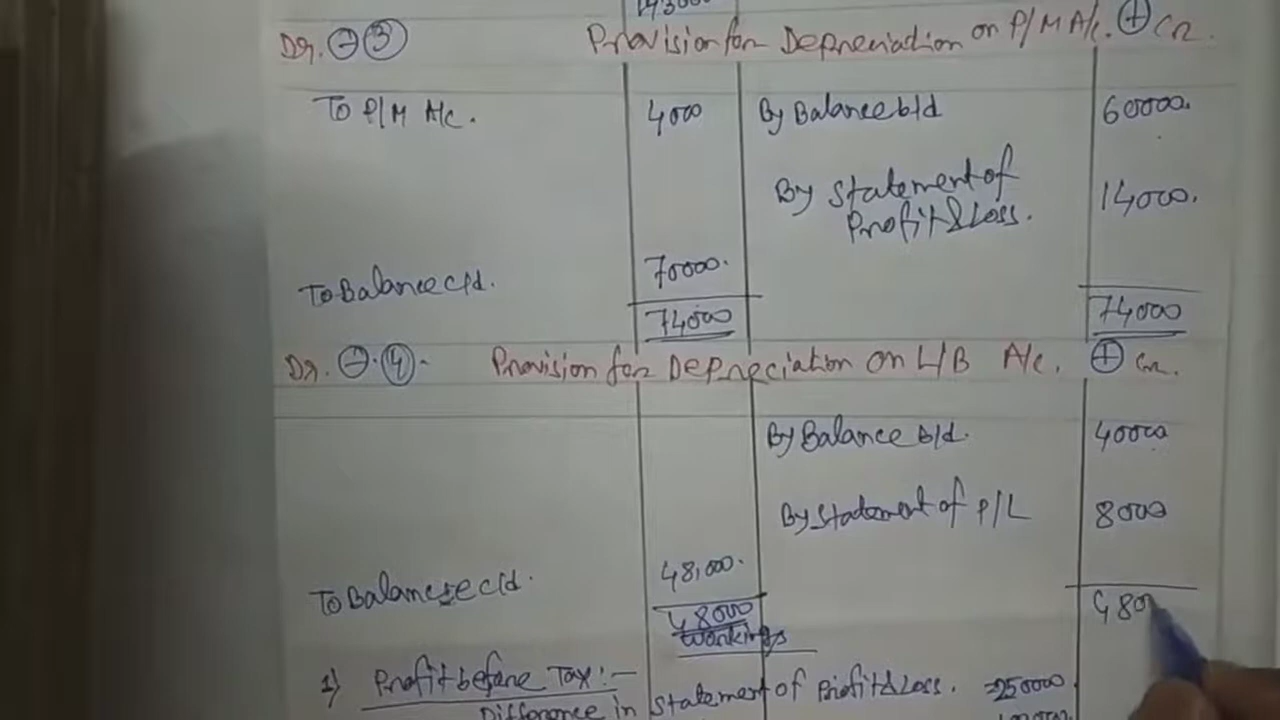 Dr. ⊖ ③ Provision for Depreciation on P/M A/c. ⊕ Cr.
To P/M A/c. 4000 By Balance b/d 60000.
By Statement of
Profit & Loss. 14000.
To Balance c/d. 70000.
74000 74000
Dr. ⊖. ④. Provision for Depreciation on L/B A/c. ⊕ Cr.
By Balance b/d. 40000
By Statement of P/L 8000
To Balance c/d. 48,000.
48000 480
Workings
1) Profit before Tax:-
Difference in Statement of Profit & Loss. 250000